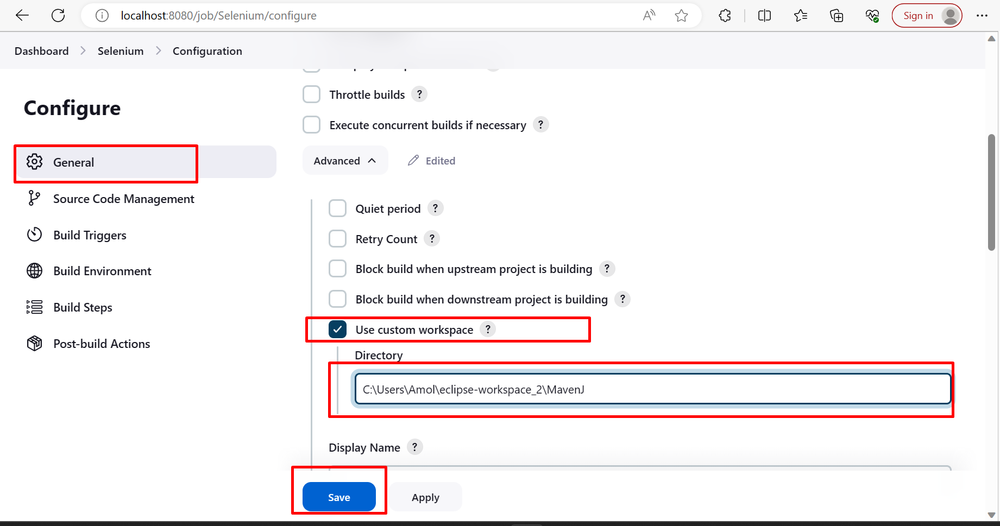 localhost:8080/job/Selenium/configure
Sign in
Dashboard > Selenium > Configuration
Configure
General
Source Code Management
Build Triggers
Build Environment
Build Steps
Post-build Actions
Throttle builds ?
Execute concurrent builds if necessary ?
Advanced Edited
Quiet period ?
Retry Count ?
Block build when upstream project is building ?
Block build when downstream project is building ?
Use custom workspace ?
Directory
C:\Users\Amol\eclipse-workspace_2\MavenJ
Display Name ?
Save Apply